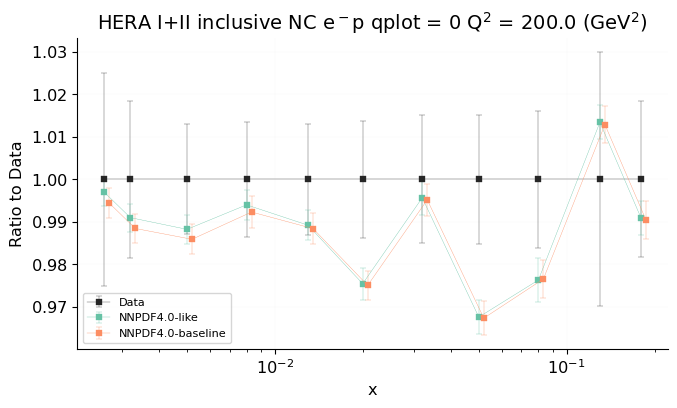 HERA I+II inclusive NC e⁻p qplot = 0 Q² = 200.0 (GeV²)
1.03
1.02
1.01
1.00
0.99
0.98
0.97
Ratio to Data
Data
NNPDF4.0-like
NNPDF4.0-baseline
10⁻²
10⁻¹
x